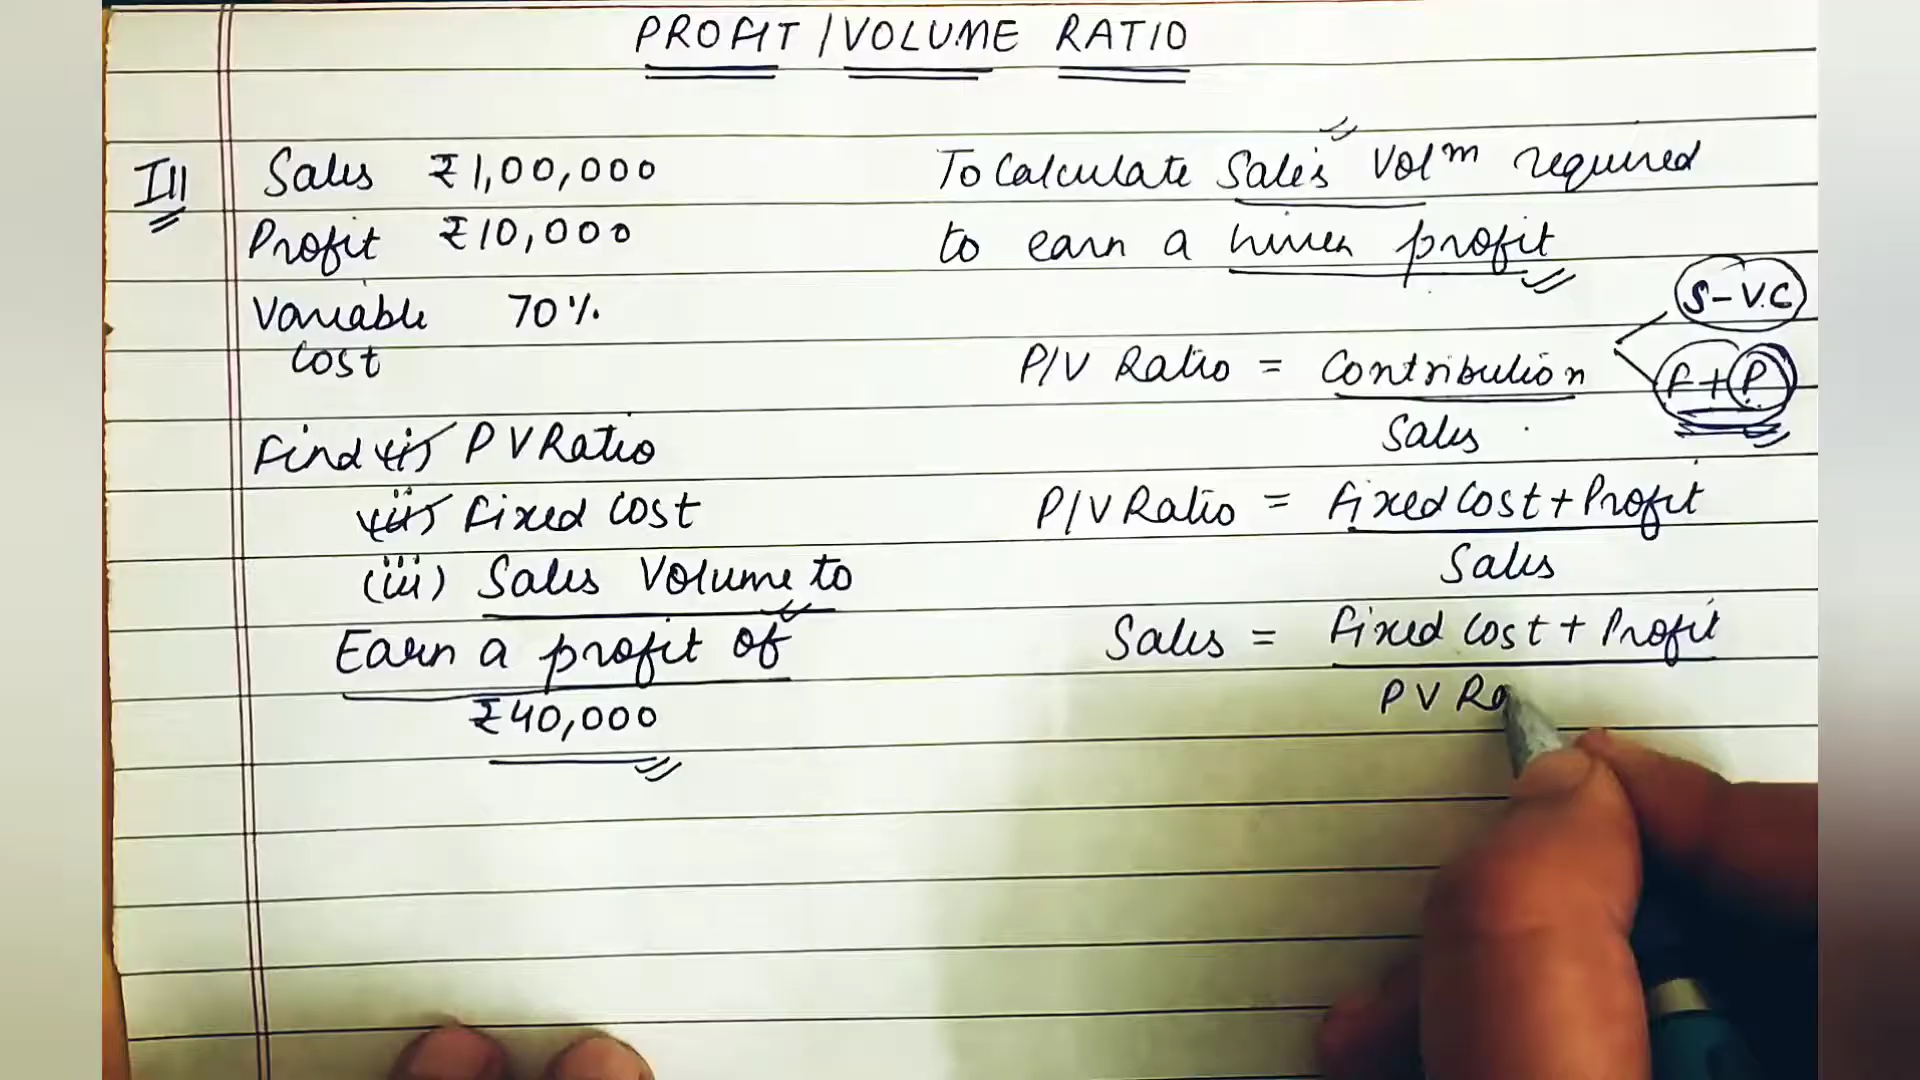 PROFIT / VOLUME RATIO
Ill
Sales ₹1,00,000
Profit ₹10,000
Variable 70%
Cost
Find (i) PV Ratio
(ii) Fixed Cost
(iii) Sales Volume to
Earn a profit of
₹40,000
To Calculate Sales Volm required
to earn a profit
S-V.C
P/V Ratio = Contribution
F+P
Sales
P/V Ratio = Fixed Cost + Profit
Sales
Sales = Fixed Cost + Profit
PV Ra